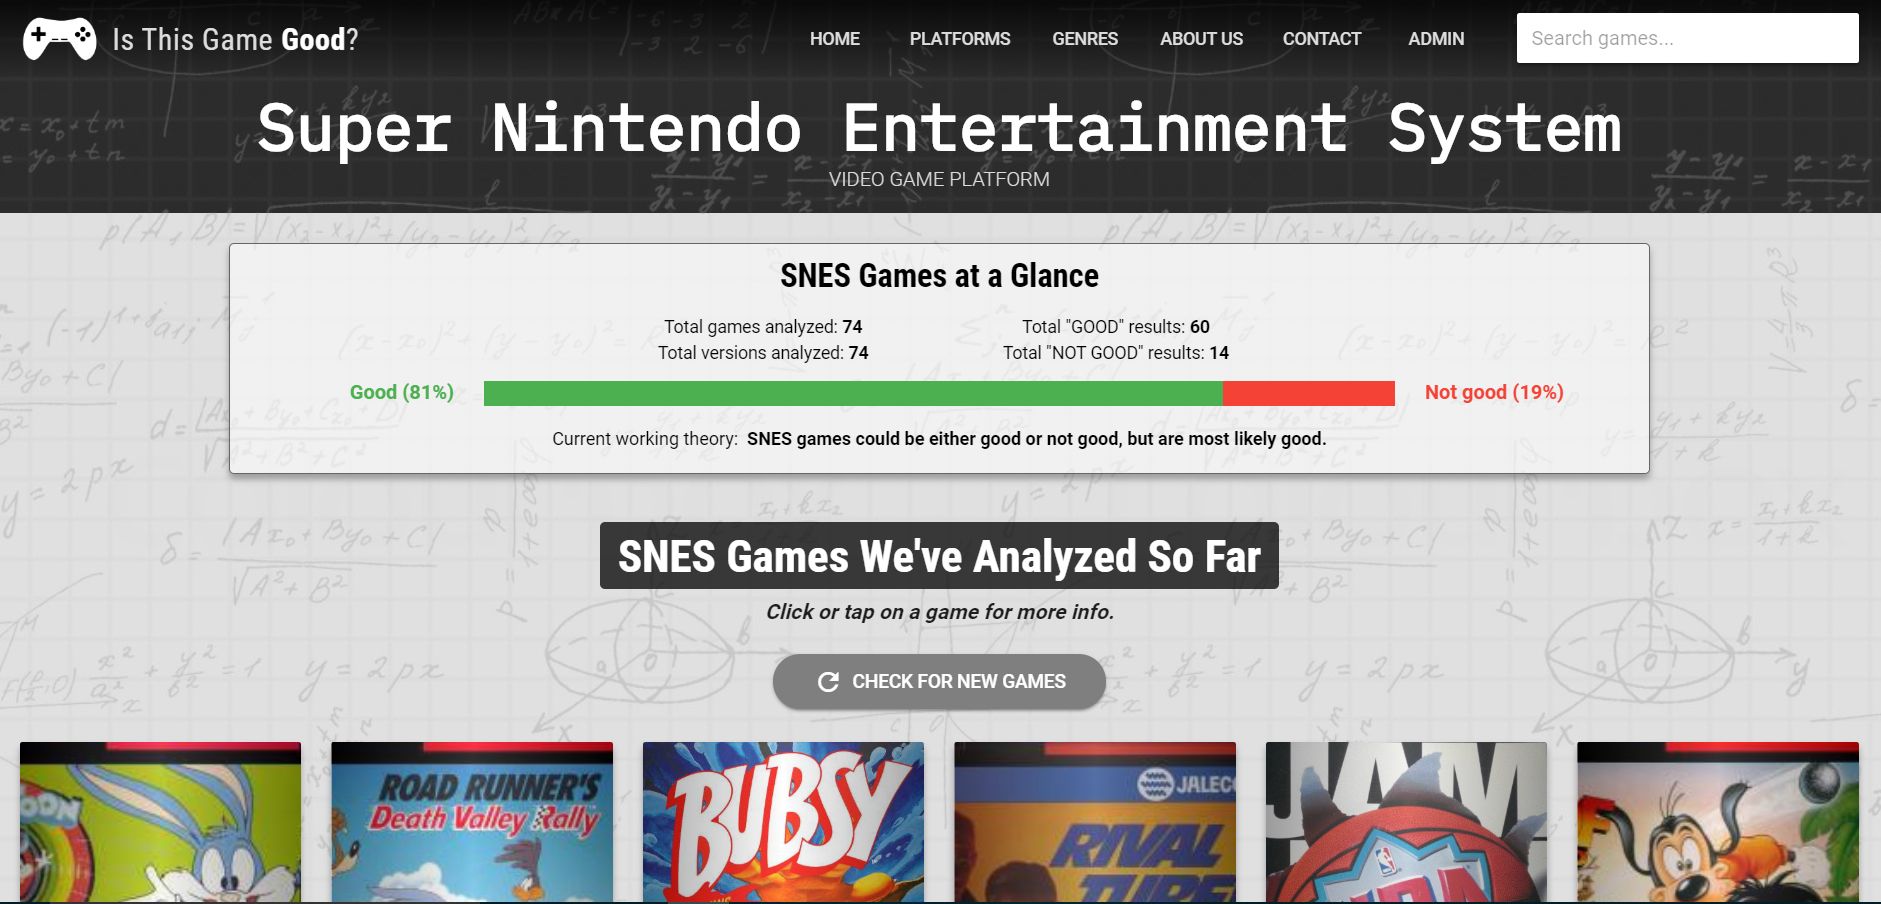 Is This Game Good?
HOME PLATFORMS GENRES ABOUT US CONTACT ADMIN
Search games...
Super Nintendo Entertainment System
VIDEO GAME PLATFORM
SNES Games at a Glance
Total games analyzed: 74
Total versions analyzed: 74
Total "GOOD" results: 60
Total "NOT GOOD" results: 14
Good (81%)
Not good (19%)
Current working theory: SNES games could be either good or not good, but are most likely good.
SNES Games We've Analyzed So Far
Click or tap on a game for more info.
CHECK FOR NEW GAMES
OON
ROAD RUNNER'S
Death Valley Rally
BUBSY
JALEC
RIVAL
JAM
NBA